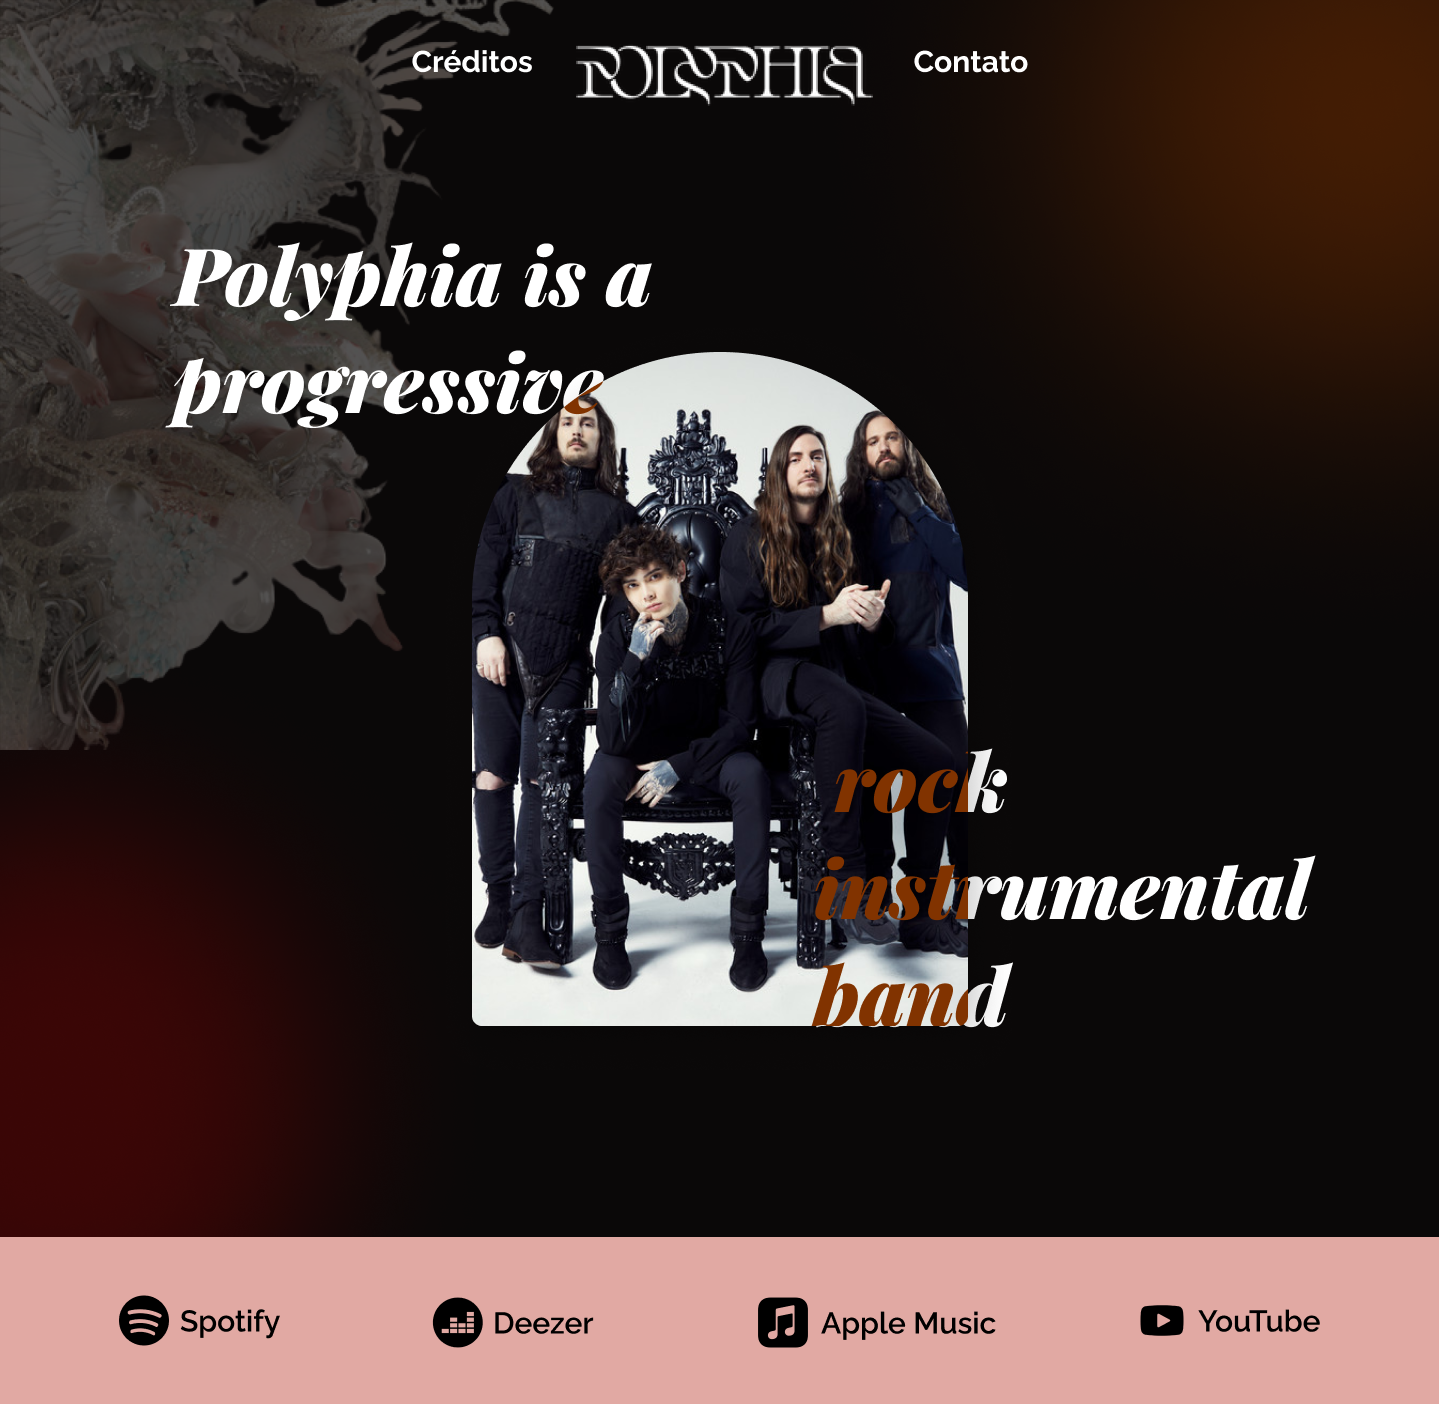 Créditos
POLYPHIA
Contato
Polyphia is a
progressive
rock
instrumental
band
Spotify
Deezer
Apple Music
YouTube